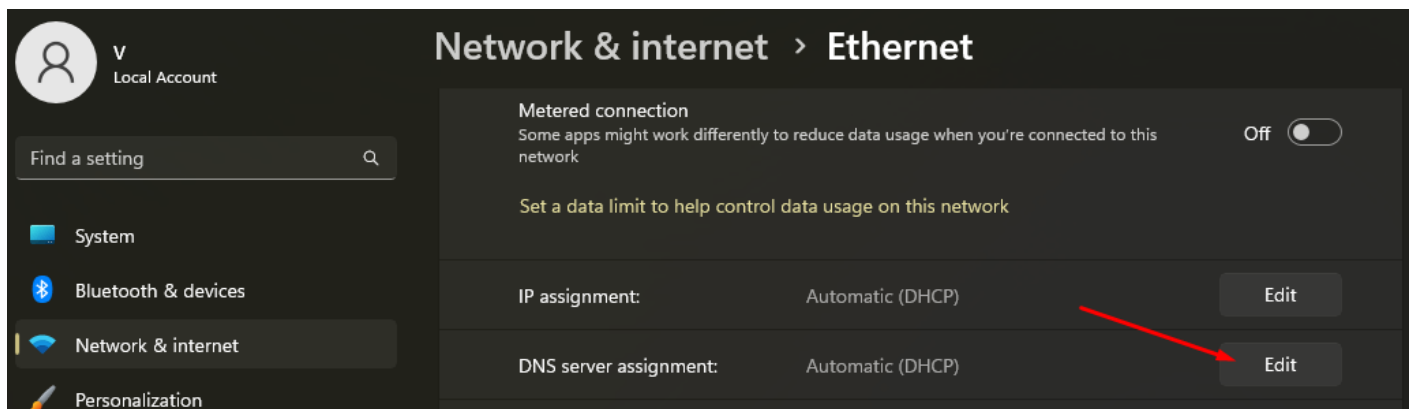 V
Local Account
Find a setting
System
Bluetooth & devices
Network & internet
Personalization
Network & internet > Ethernet
Metered connection
Some apps might work differently to reduce data usage when you're connected to this
network
Off
Set a data limit to help control data usage on this network
IP assignment: Automatic (DHCP) Edit
DNS server assignment: Automatic (DHCP) Edit